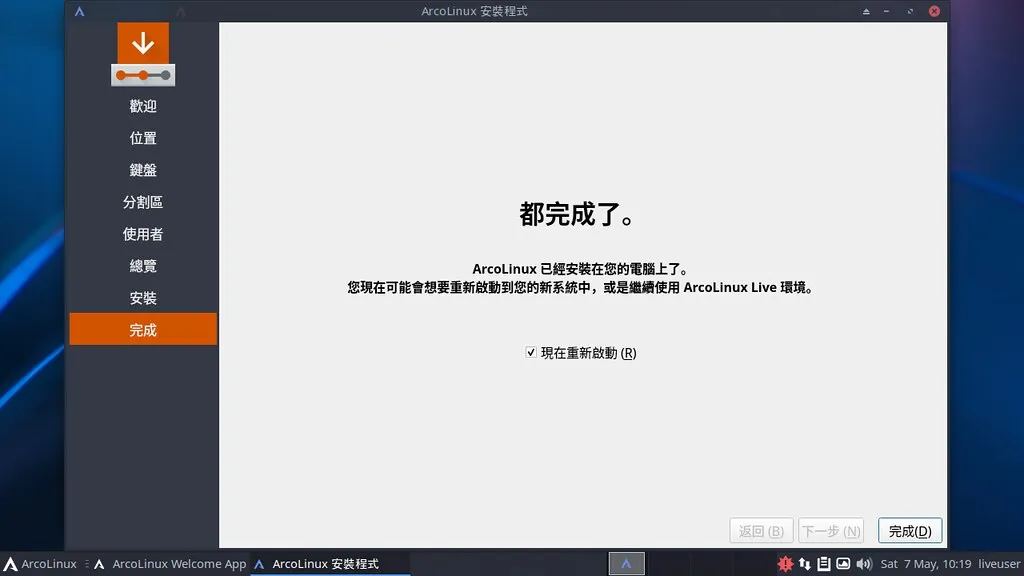 ArcoLinux 安裝程式
歡迎
位置
鍵盤
分割區
使用者
總覽
安裝
完成
都完成了。
ArcoLinux 已經安裝在您的電腦上了。
您現在可能會想要重新啟動到您的新系統中，或是繼續使用 ArcoLinux Live 環境。
現在重新啟動 (R)
返回 (B)
下一步 (N)
完成(D)
ArcoLinux
ArcoLinux Welcome App
ArcoLinux 安裝程式
Sat 7 May, 10:19
liveuser